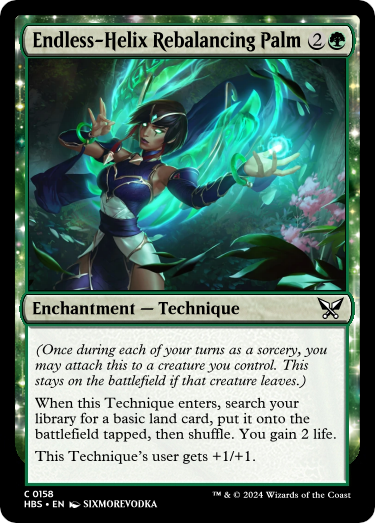 Endless-Helix Rebalancing Palm 2
Enchantment — Technique
(Once during each of your turns as a sorcery, you
may attach this to a creature you control. This
stays on the battlefield if that creature leaves.)
When this Technique enters, search your
library for a basic land card, put it onto the
battlefield tapped, then shuffle. You gain 2 life.
This Technique's user gets +1/+1.
C 0158
HBS • EN SIXMOREVODKA
™ & © 2024 Wizards of the Coast